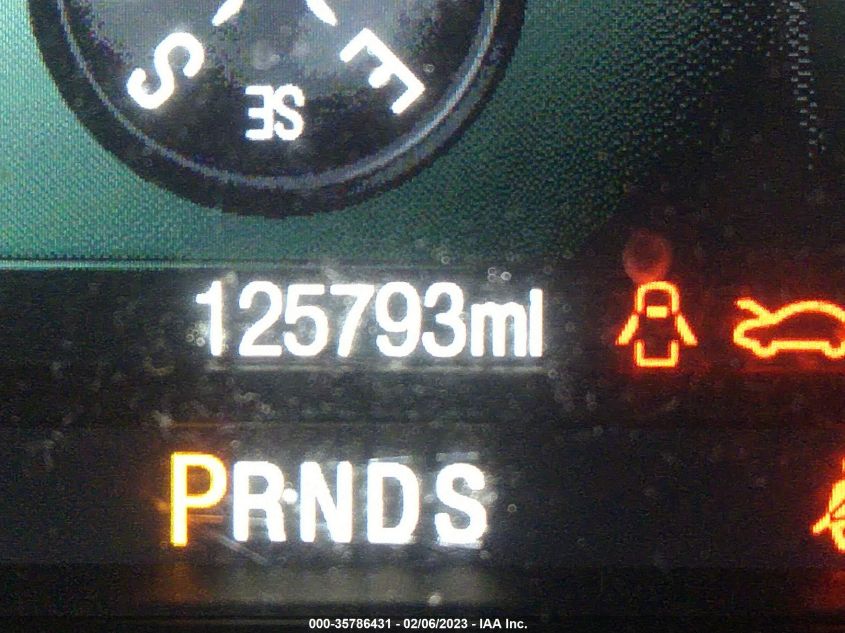 S E
SE
125793mi
PRNDS
000-35786431 - 02/06/2023 - IAA Inc.